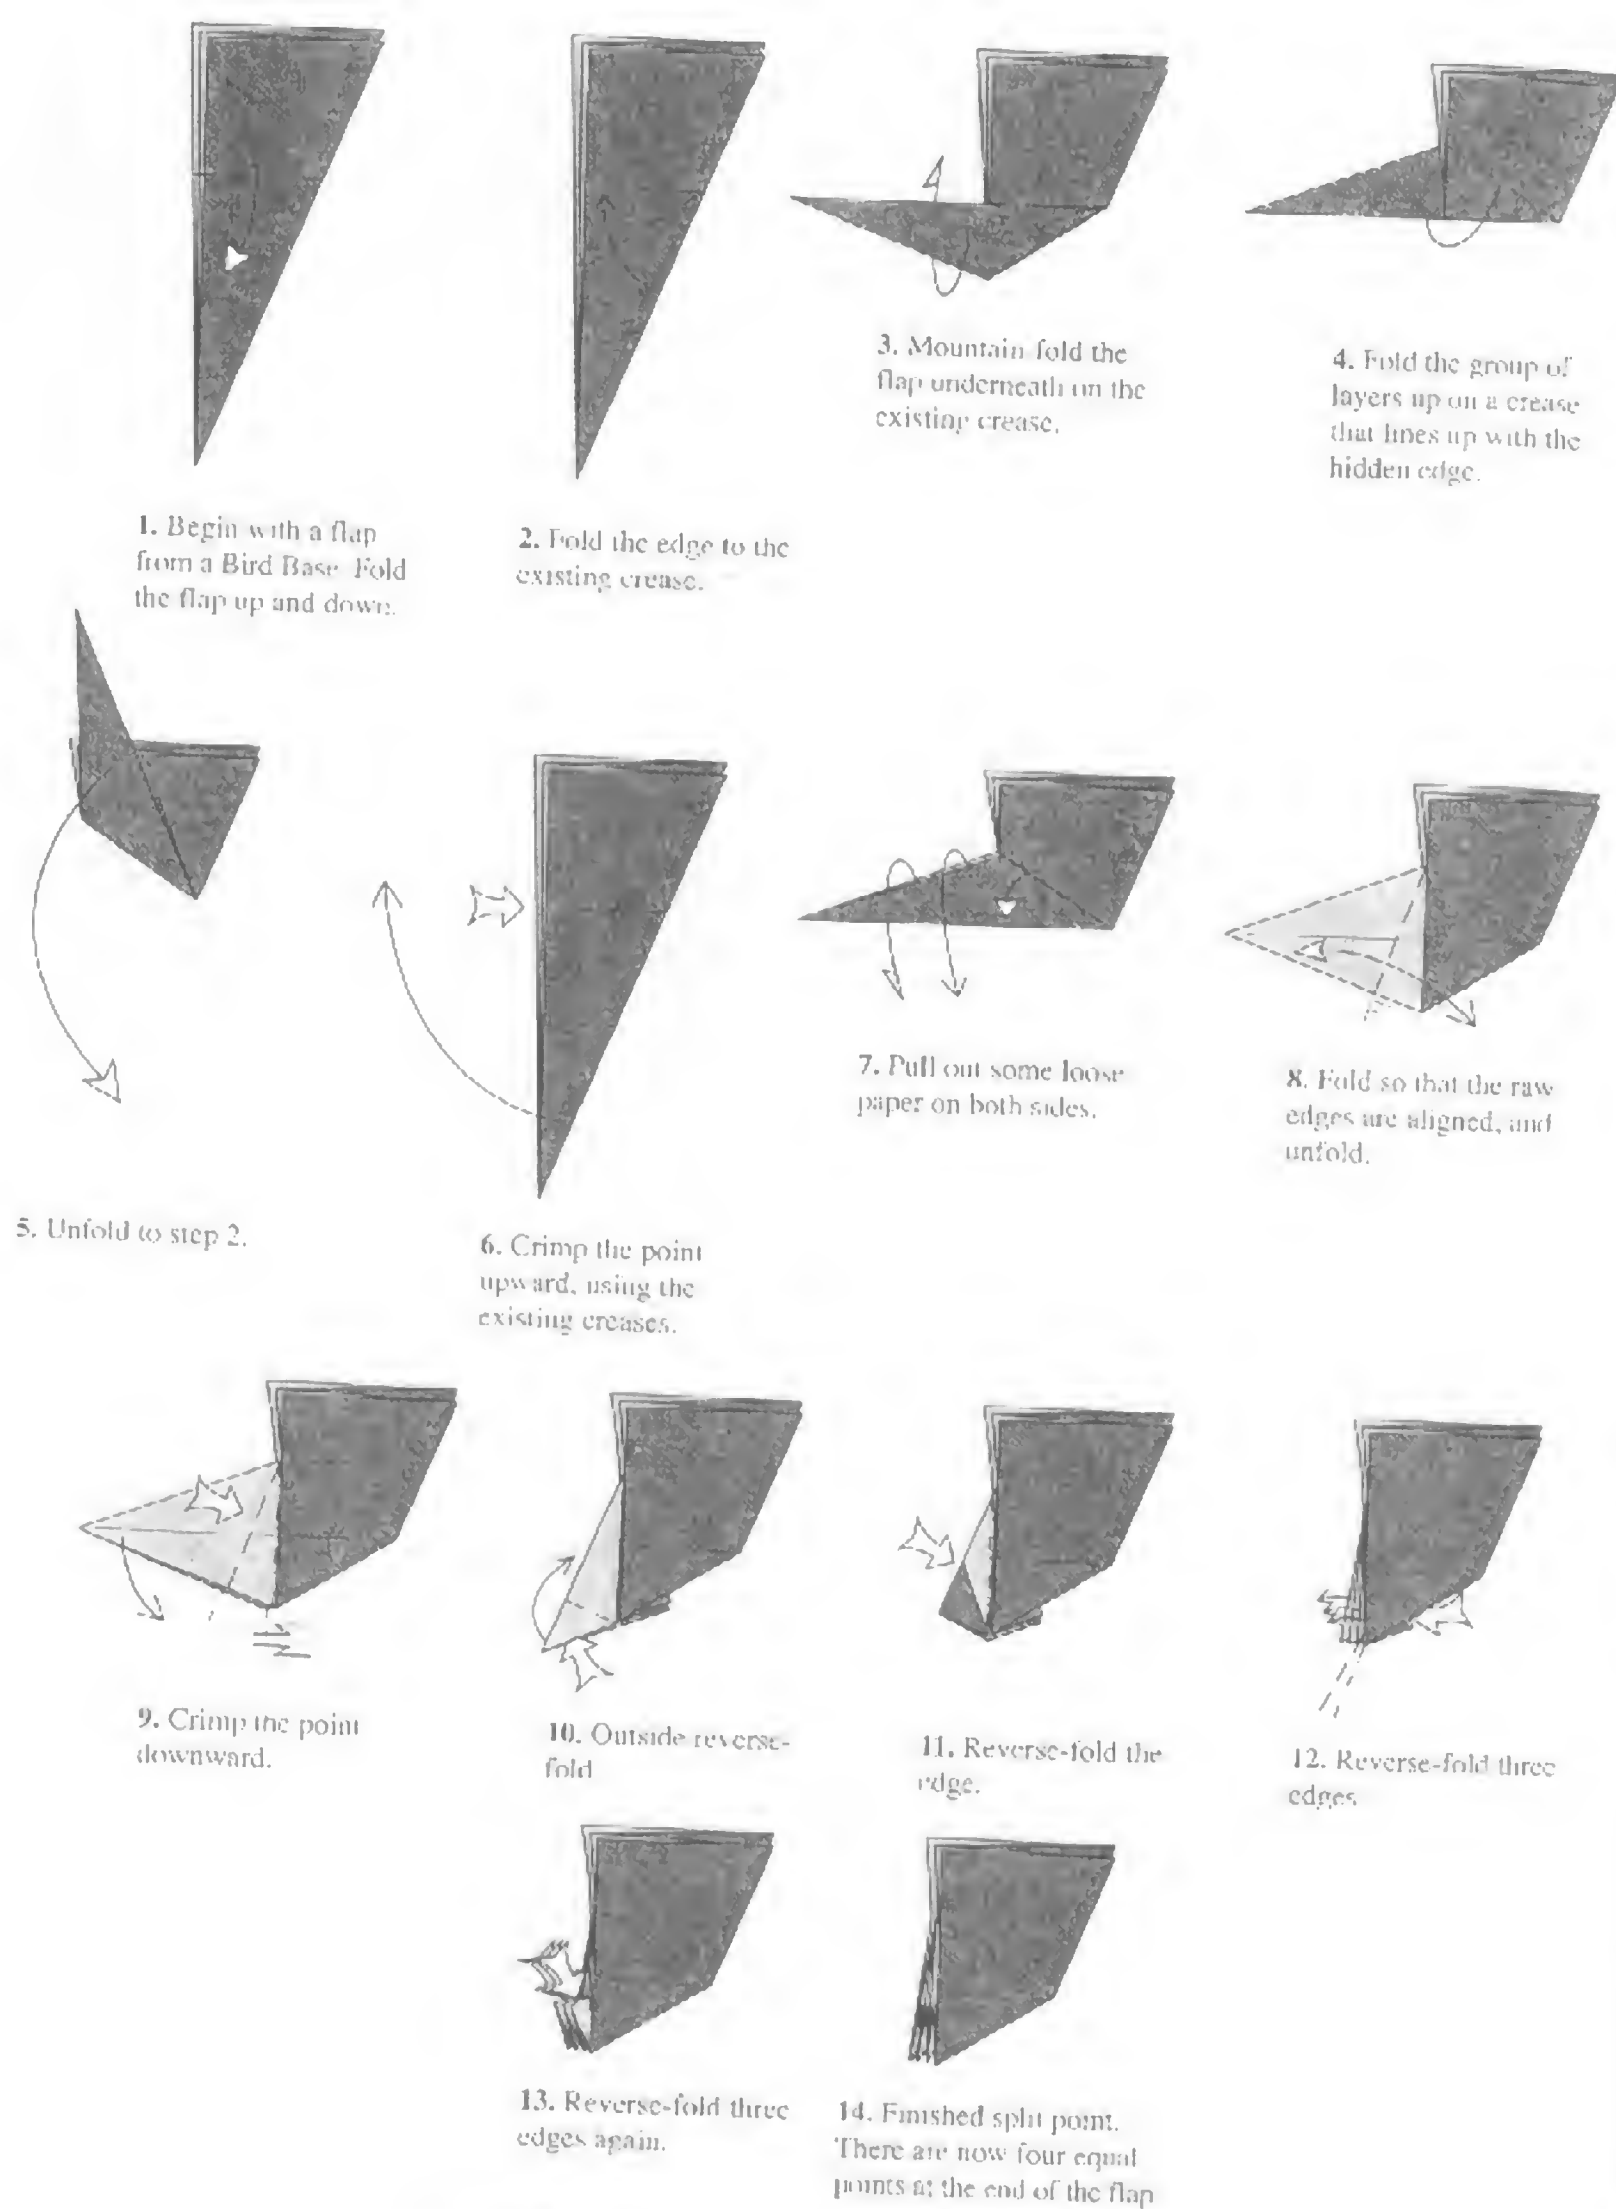 1. Begin with a flap
from a Bird Base. Fold
the flap up and down.
2. Fold the edge to the
existing crease.
3. Mountain fold the
flap underneath on the
existing crease.
4. Fold the group of
layers up on a crease
that lines up with the
hidden edge.
5. Unfold to step 2.
6. Crimp the point
upward, using the
existing creases.
7. Pull out some loose
paper on both sides.
8. Fold so that the raw
edges are aligned, and
unfold.
9. Crimp the point
downward.
10. Outside reverse-
fold
11. Reverse-fold the
edge.
12. Reverse-fold three
edges
13. Reverse-fold three
edges again.
14. Finished split point.
There are now four equal
points at the end of the flap